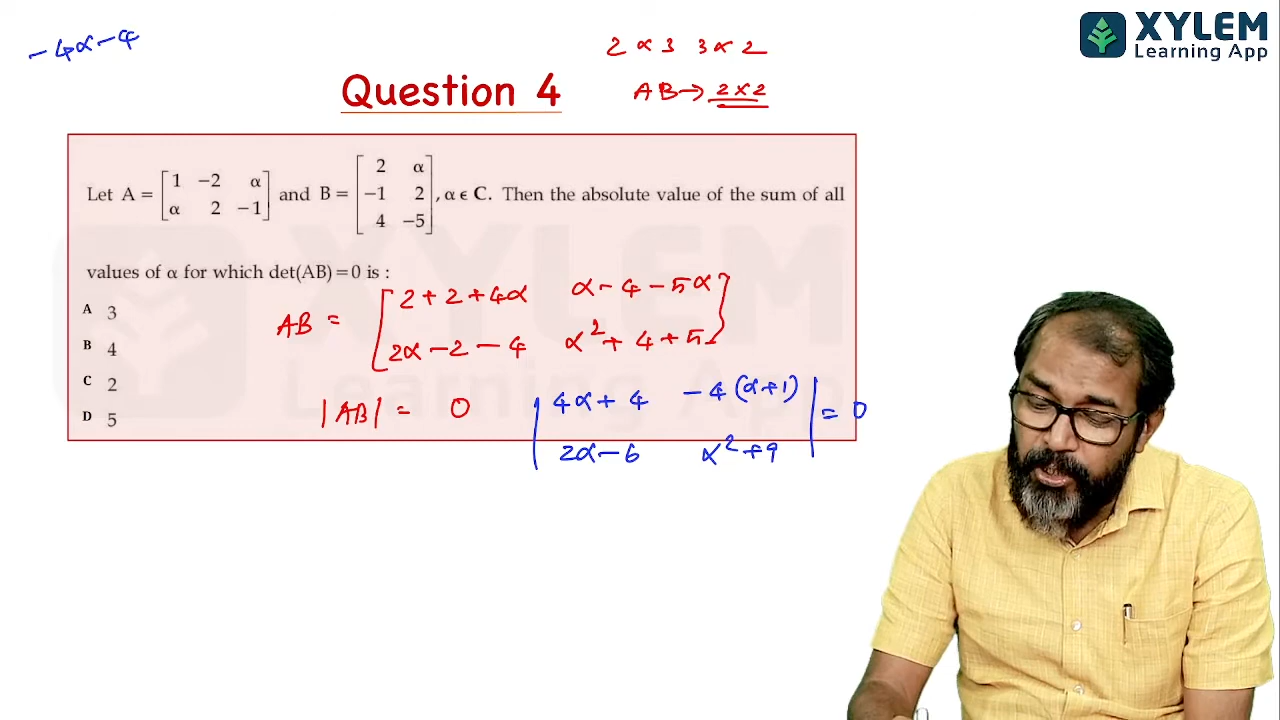 -4α-4
2 × 3 3 × 2
XYLEM
Learning App
Question 4
AB → 2×2
Let A = [1 -2 α
α 2 -1] and B = [2 α
-1 2
4 -5], α ϵ C. Then the absolute value of the sum of all
values of α for which det(AB)=0 is :
A 3
B 4
C 2
D 5
AB = [2+2+4α α-4-5α
2α-2-4 α²+4+5]
|AB| = 0
|4α+4 -4(α+1)
2α-6 α²+9| = 0
XYLEM